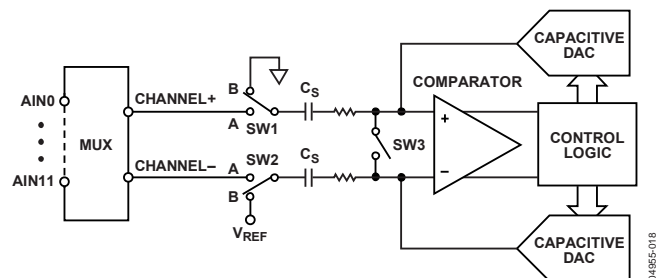 CAPACITIVE
DAC
B
CS
COMPARATOR
AIN0
CHANNEL+
A
SW1
+
MUX
SW3
CONTROL
LOGIC
CHANNEL–
A
SW2
CS
–
AIN11
B
VREF
CAPACITIVE
DAC
04955-018